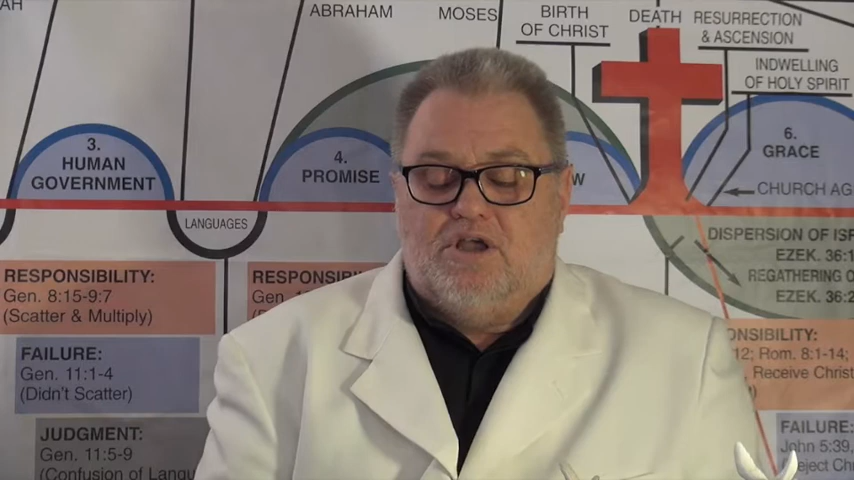 AH
ABRAHAM
MOSES
BIRTH
OF CHRIST
DEATH
RESURRECTION
& ASCENSION
INDWELLING
OF HOLY SPIRIT
3.
HUMAN
GOVERNMENT
4.
PROMISE
W
6.
GRACE
CHURCH AG
LANGUAGES
DISPERSION OF ISR
EZEK. 36:1
REGATHERING O
EZEK. 36:2
RESPONSIBILITY:
Gen. 8:15-9:7
(Scatter & Multiply)
RESPONSIBI
Gen.
ONSIBILITY:
12; Rom. 8:1-14;
, Receive Christ
FAILURE:
Gen. 11:1-4
(Didn't Scatter)
FAILURE:
John 5:39,
eject Chr
JUDGMENT:
Gen. 11:5-9
(Confusion of Langu